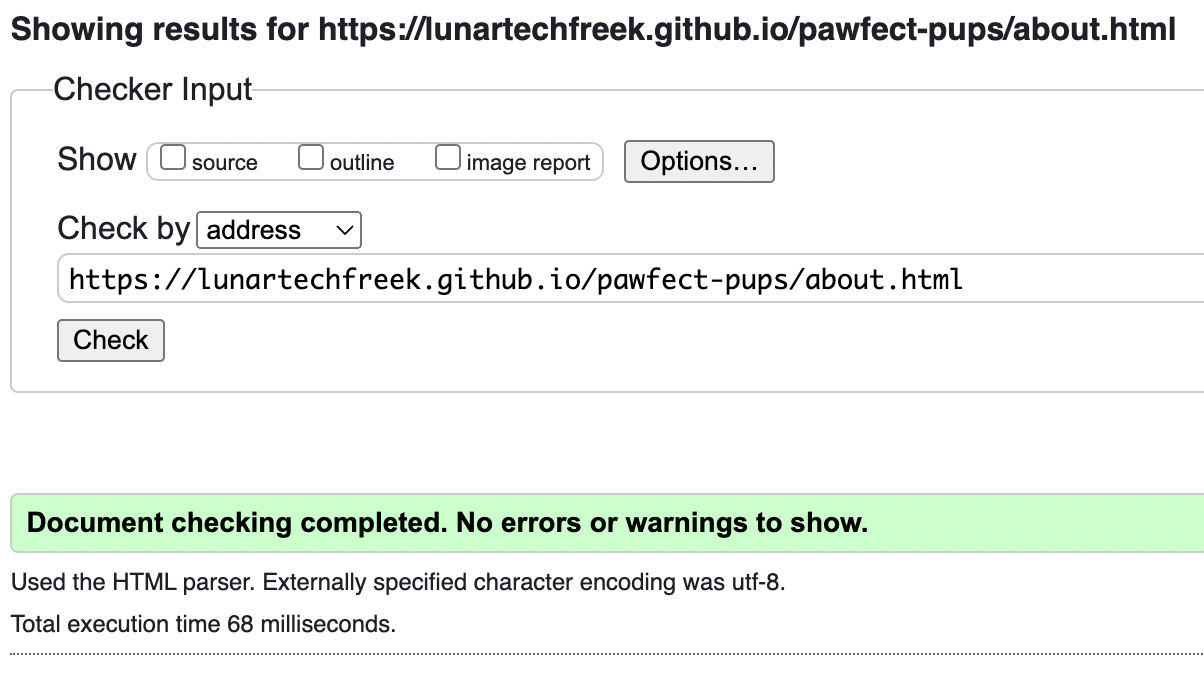 Showing results for https://lunartechfreek.github.io/pawfect-pups/about.html
Checker Input
Show source outline image report Options...
Check by address
https://lunartechfreek.github.io/pawfect-pups/about.html
Check
Document checking completed. No errors or warnings to show.
Used the HTML parser. Externally specified character encoding was utf-8.
Total execution time 68 milliseconds.